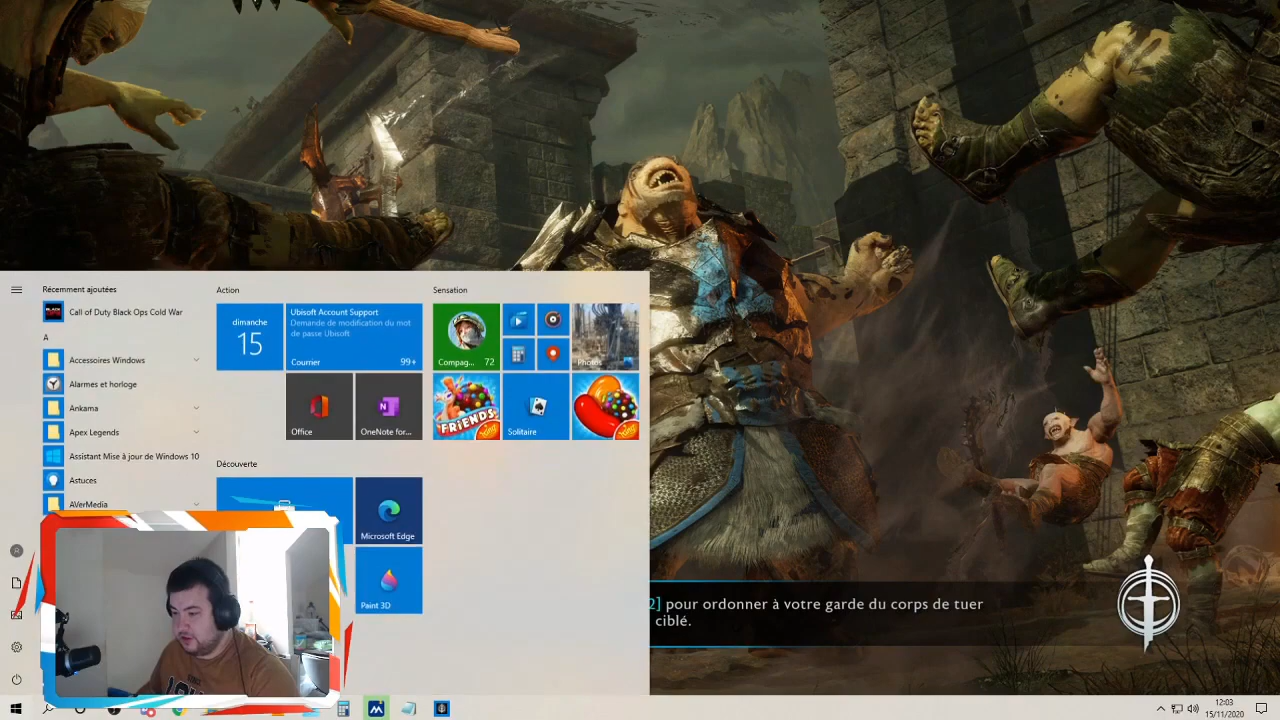 Récemment ajoutées
Call of Duty Black Ops Cold War
A
Accessoires Windows
Alarmes et horloge
Ankama
Apex Legends
Assistant Mise à jour de Windows 10
Astuces
AVerMedia
Action
dimanche
15
Ubisoft Account Support
Demande de modification du mot
de passe Ubisoft
Courrier 99+
Office
OneNote for...
Découverte
Microsoft Edge
Paint 3D
Sensation
Compag... 72
Photos
FRiENDS
King
Solitaire
King
2] pour ordonner à votre garde du corps de tuer
ciblé.
12:03
15/11/2020